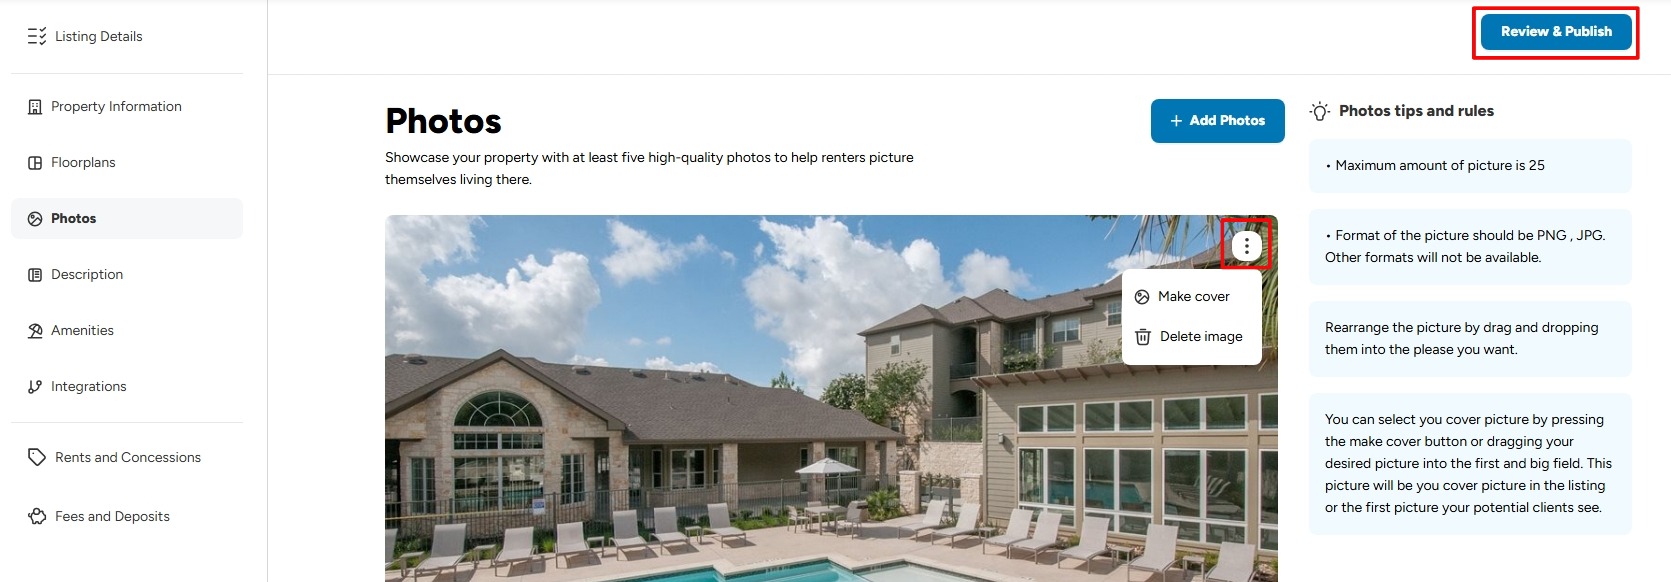 Listing Details
Property Information
Floorplans
Photos
Description
Amenities
Integrations
Rents and Concessions
Fees and Deposits
Review & Publish
Photos
+ Add Photos
Showcase your property with at least five high-quality photos to help renters picture
themselves living there.
Make cover
Delete image
Photos tips and rules
• Maximum amount of picture is 25
• Format of the picture should be PNG , JPG.
Other formats will not be available.
Rearrange the picture by drag and dropping
them into the please you want.
You can select you cover picture by pressing
the make cover button or dragging your
desired picture into the first and big field. This
picture will be you cover picture in the listing
or the first picture your potential clients see.